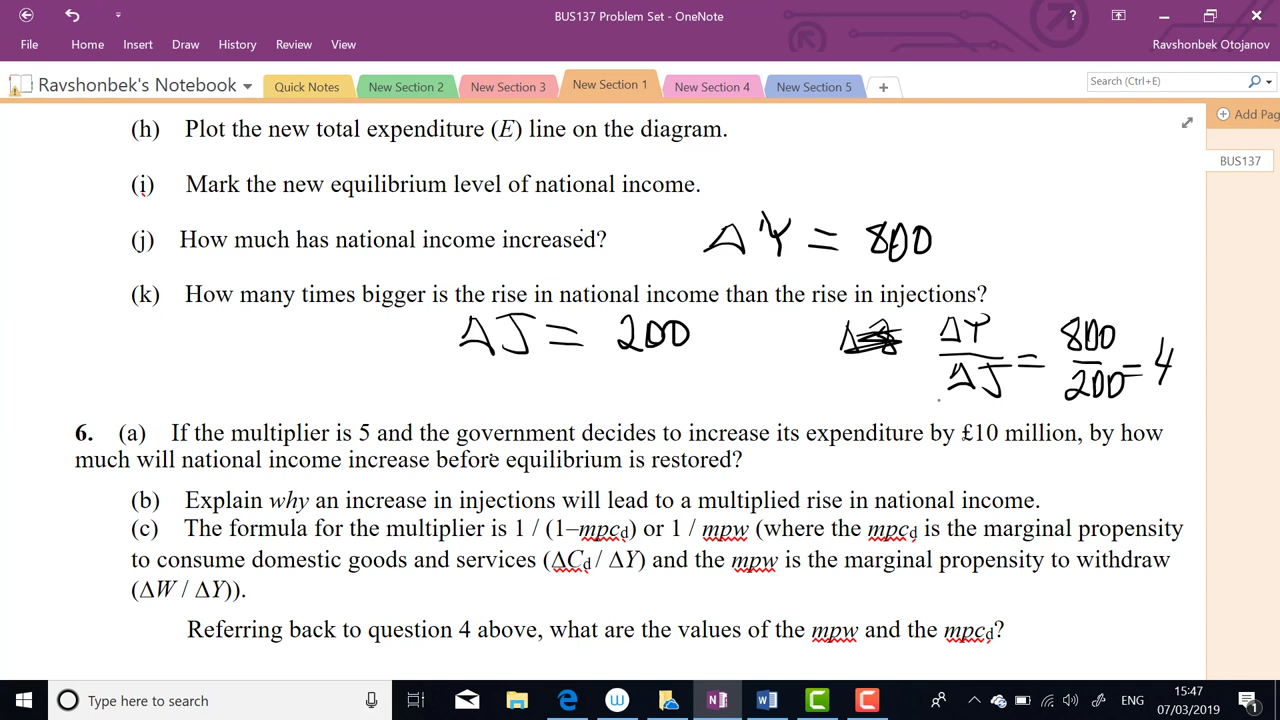 BUS137 Problem Set - OneNote
?
File Home Insert Draw History Review View
Ravshonbek Otojanov
Ravshonbek's Notebook Quick Notes New Section 2 New Section 3 New Section 1 New Section 4 New Section 5 +
Search (Ctrl+E)
Add Pag
BUS137
(h) Plot the new total expenditure (E) line on the diagram.
(i) Mark the new equilibrium level of national income.
(j) How much has national income increased? ΔY = 800
(k) How many times bigger is the rise in national income than the rise in injections?
ΔJ = 200 ΔY / ΔJ = 800 / 200 = 4
6. (a) If the multiplier is 5 and the government decides to increase its expenditure by £10 million, by how
much will national income increase before equilibrium is restored?
(b) Explain why an increase in injections will lead to a multiplied rise in national income.
(c) The formula for the multiplier is 1 / (1–mpcd) or 1 / mpw (where the mpcd is the marginal propensity
to consume domestic goods and services (ΔCd / ΔY) and the mpw is the marginal propensity to withdraw
(ΔW / ΔY)).
Referring back to question 4 above, what are the values of the mpw and the mpcd?
Type here to search
ENG
15:47
07/03/2019
1